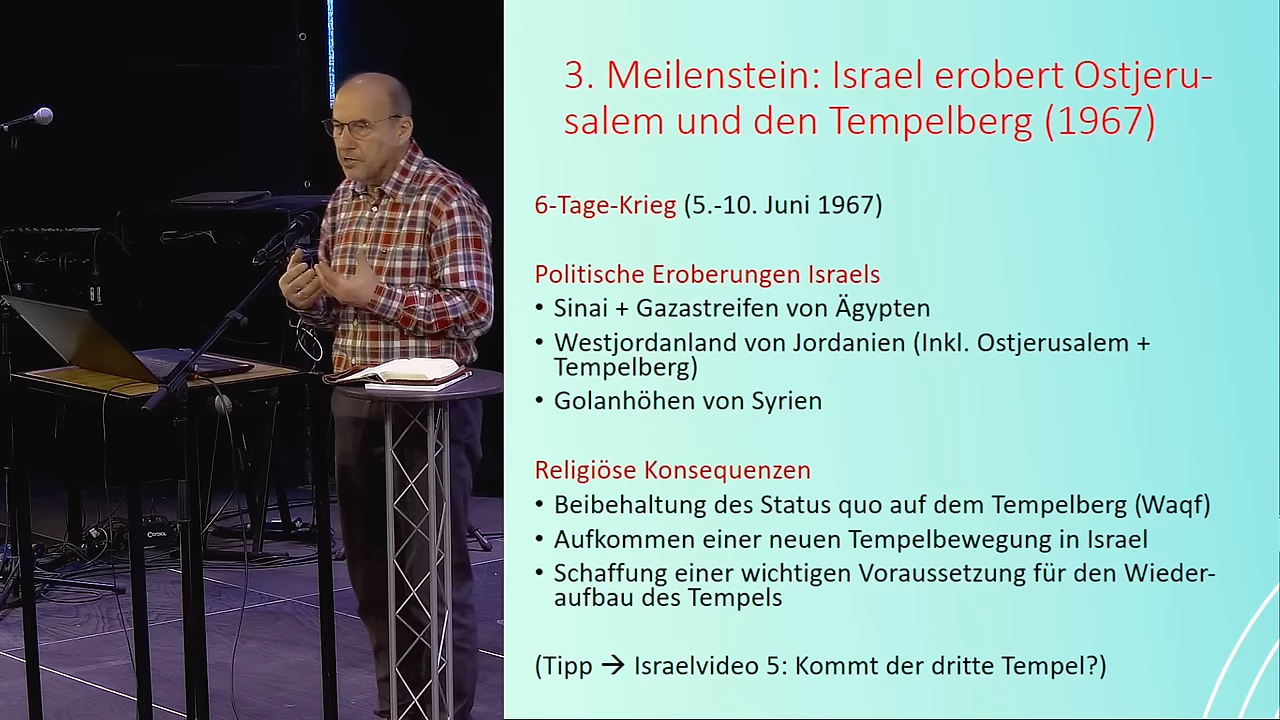 3. Meilenstein: Israel erobert Ostjeru-
salem und den Tempelberg (1967)
6-Tage-Krieg (5.-10. Juni 1967)
Politische Eroberungen Israels
• Sinai + Gazastreifen von Ägypten
• Westjordanland von Jordanien (Inkl. Ostjerusalem +
Tempelberg)
• Golanhöhen von Syrien
Religiöse Konsequenzen
• Beibehaltung des Status quo auf dem Tempelberg (Waqf)
• Aufkommen einer neuen Tempelbewegung in Israel
• Schaffung einer wichtigen Voraussetzung für den Wieder-
aufbau des Tempels
(Tipp → Israelvideo 5: Kommt der dritte Tempel?)